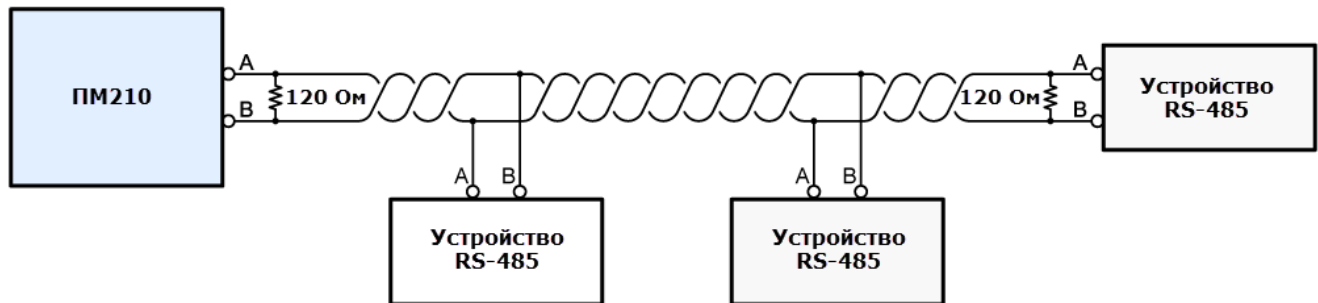 ПМ210
A
B
120 Ом
120 Ом
A
B
Устройство
RS-485
A
B
Устройство
RS-485
A
B
Устройство
RS-485